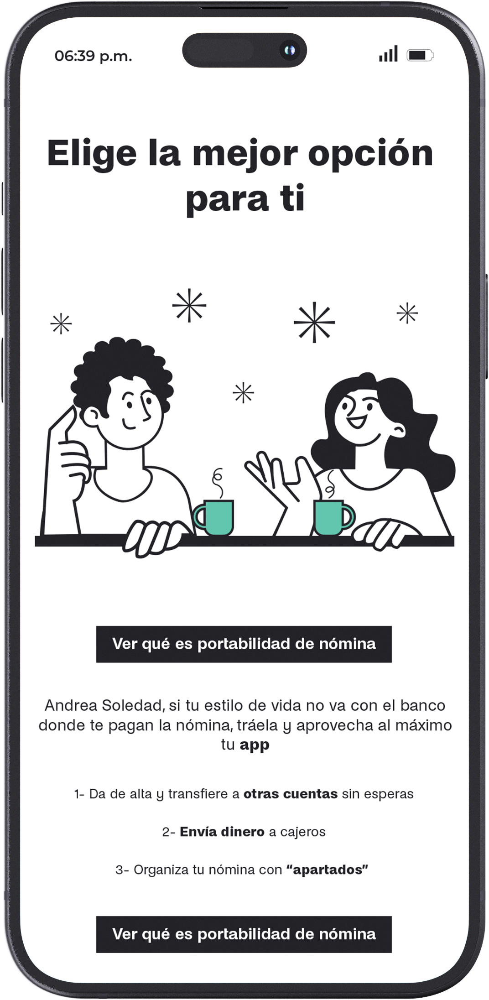 06:39 p.m.
Elige la mejor opción
para ti
Ver qué es portabilidad de nómina
Andrea Soledad, si tu estilo de vida no va con el banco
donde te pagan la nómina, tráela y aprovecha al máximo
tu app
1- Da de alta y transfiere a otras cuentas sin esperas
2- Envía dinero a cajeros
3- Organiza tu nómina con “apartados”
Ver qué es portabilidad de nómina